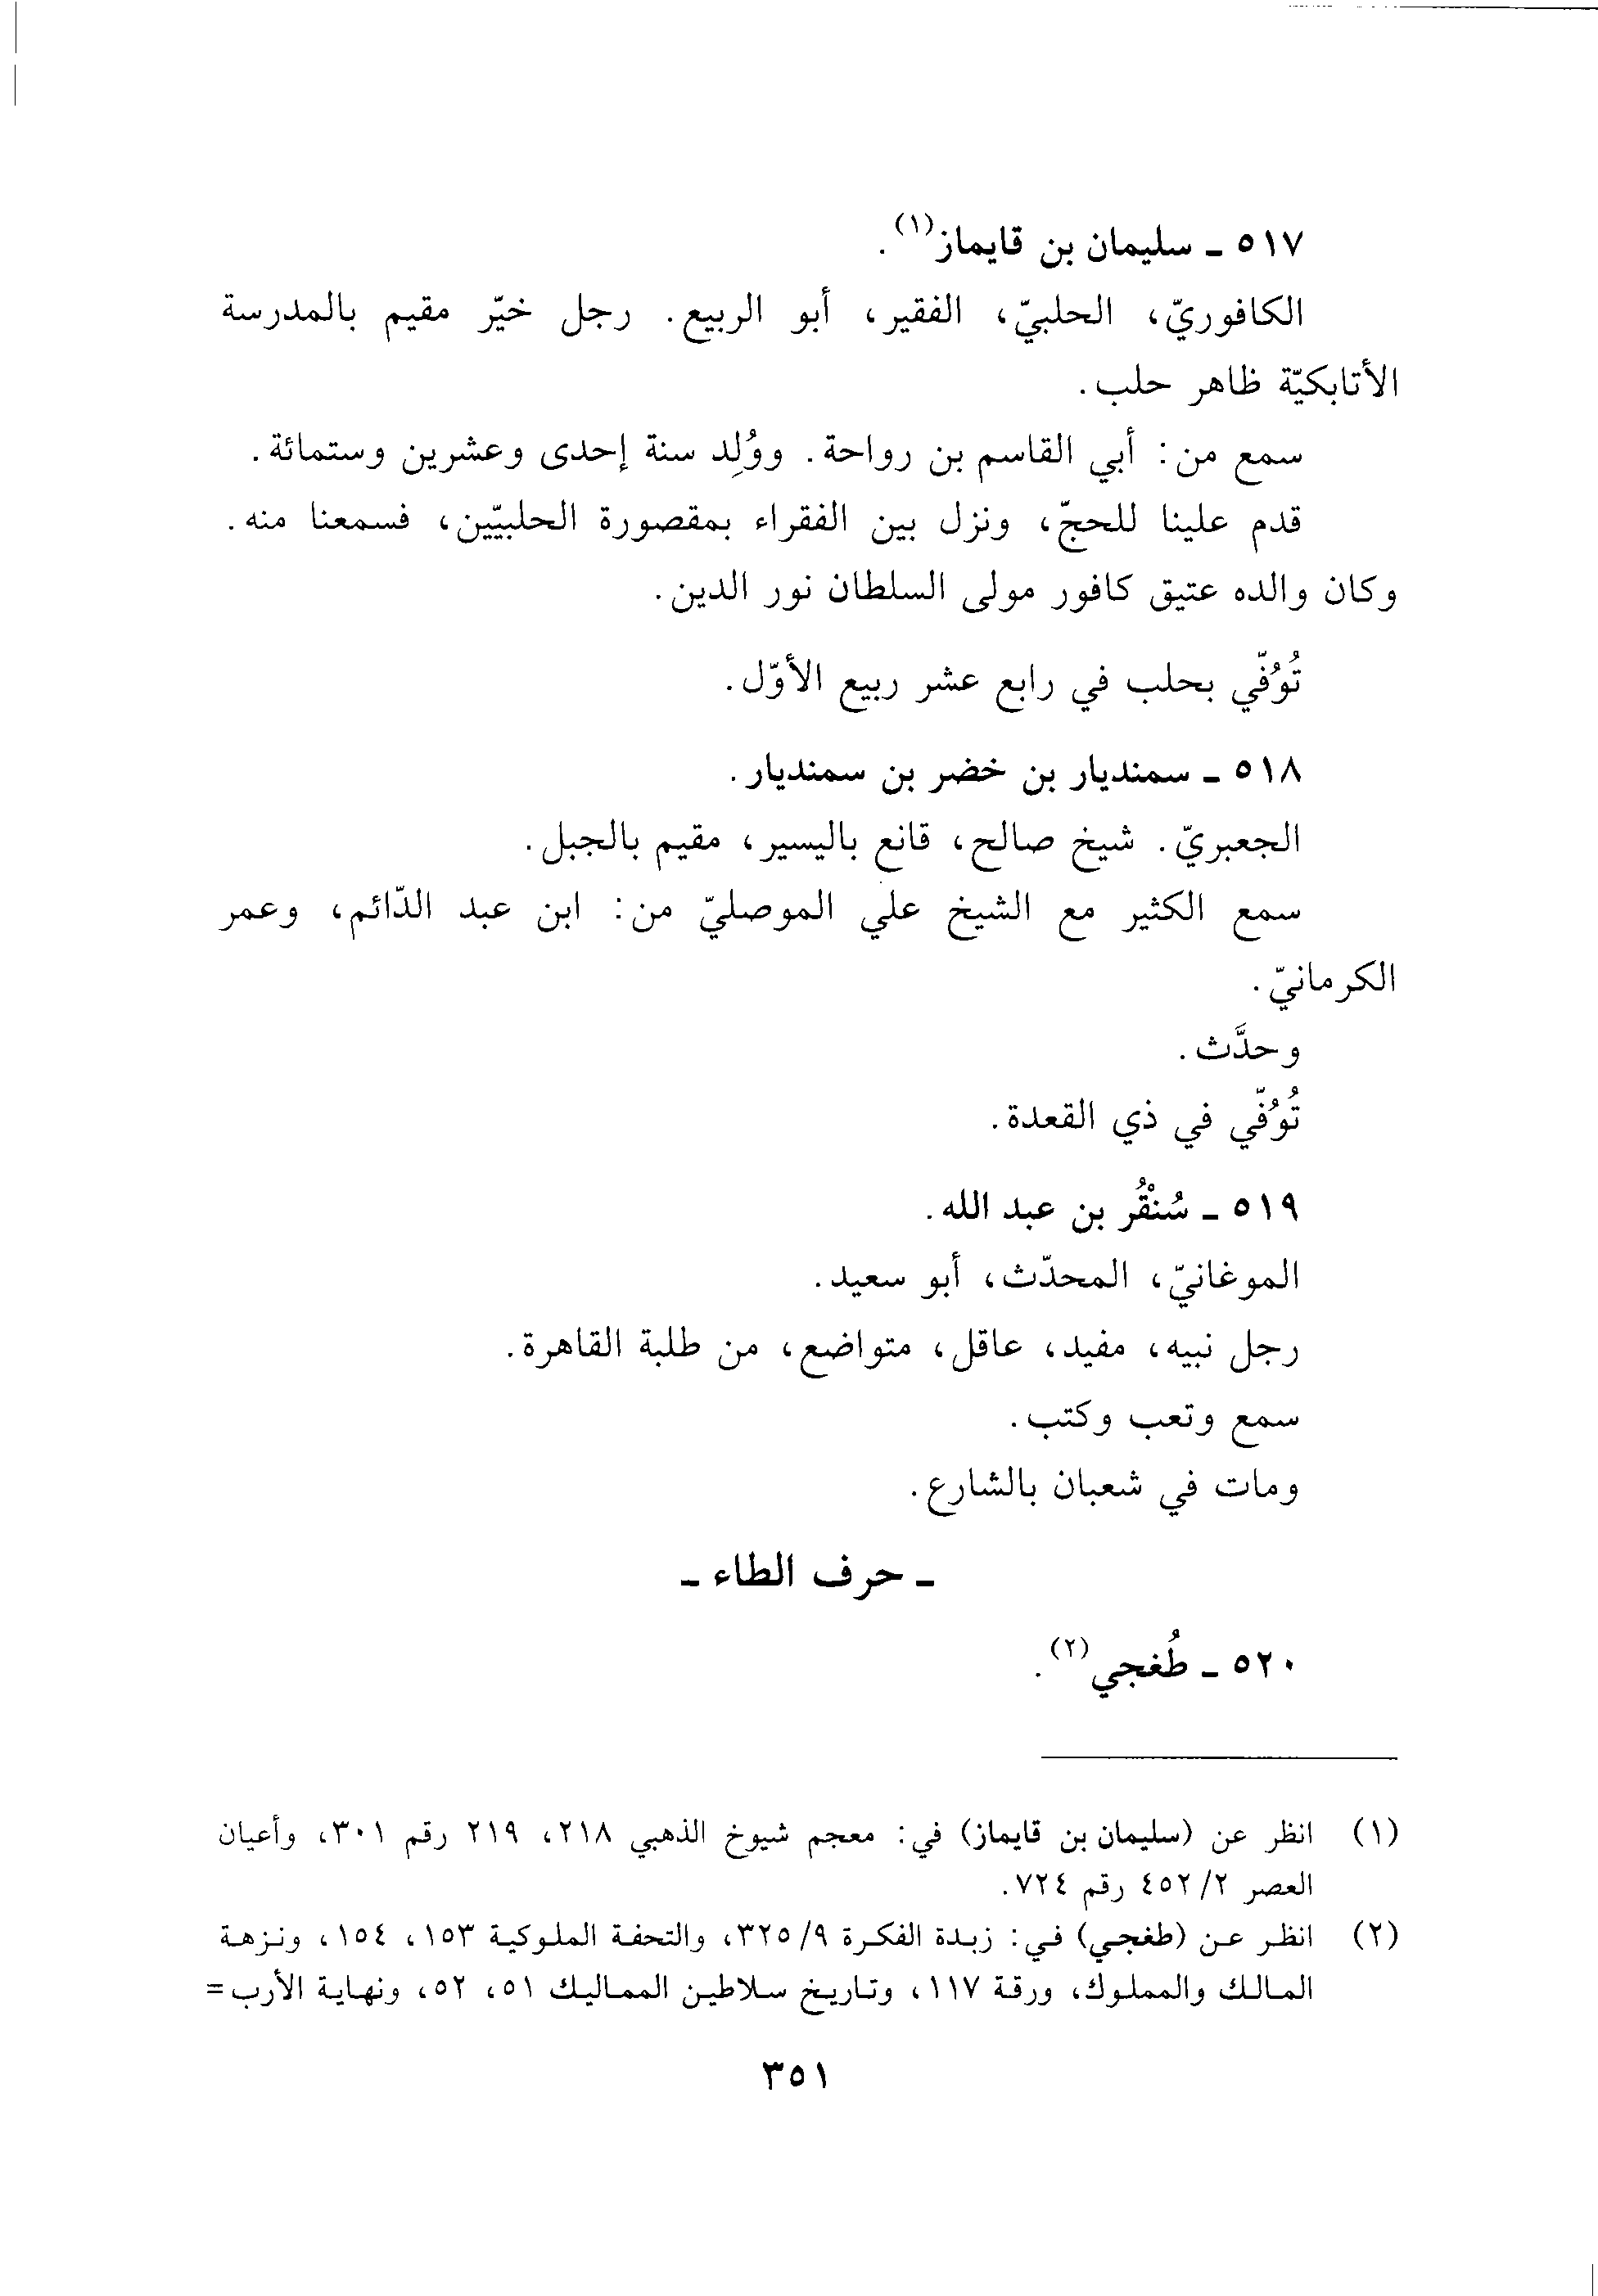 ٥١٧ ـ سليمان بن قايماز(١).
الكافوريّ، الحلبيّ، الفقير، أبو الربيع. رجل خيّر مقيم بالمدرسة
الأتابكيّة ظاهر حلب.
سمع من: أبي القاسم بن رواحة. ووُلِد سنة إحدى وعشرين وستمائة.
قدم علينا للحجّ، ونزل بين الفقراء بمقصورة الحلبيّين، فسمعنا منه.
وكان والده عتيق كافور مولى السلطان نور الدين.
تُوُفّي بحلب في رابع عشر ربيع الأوّل.
٥١٨ ـ سمنديار بن خضر بن سمنديار.
الجعبريّ. شيخ صالح، قانع باليسير، مقيم بالجبل.
سمع الكثير مع الشيخ علي الموصليّ من: ابن عبد الدّائم، وعمر
الكرمانيّ.
وحدَّث.
تُوُفّي في ذي القعدة.
٥١٩ ـ سُنْقُر بن عبد الله.
الموغانيّ، المحدّث، أبو سعيد.
رجل نبيه، مفيد، عاقل، متواضع، من طلبة القاهرة.
سمع وتعب وكتب.
ومات في شعبان بالشارع.
ـ حرف الطاء ـ
٥٢٠ ـ طُغجي(٢).
(١) انظر عن (سليمان بن قايماز) في: معجم شيوخ الذهبي ٢١٨، ٢١٩ رقم ٣٠١، وأعيان
العصر ٤٥٢/٢ رقم ٧٢٤.
(٢) انظر عن (طغجي) في: زبدة الفكرة ٣٢٥/٩، والتحفة الملوكية ١٥٣، ١٥٤، ونزهة
المالك والمملوك، ورقة ١١٧، وتاريخ سلاطين المماليك ٥١، ٥٢، ونهاية الأرب=
٣٥١